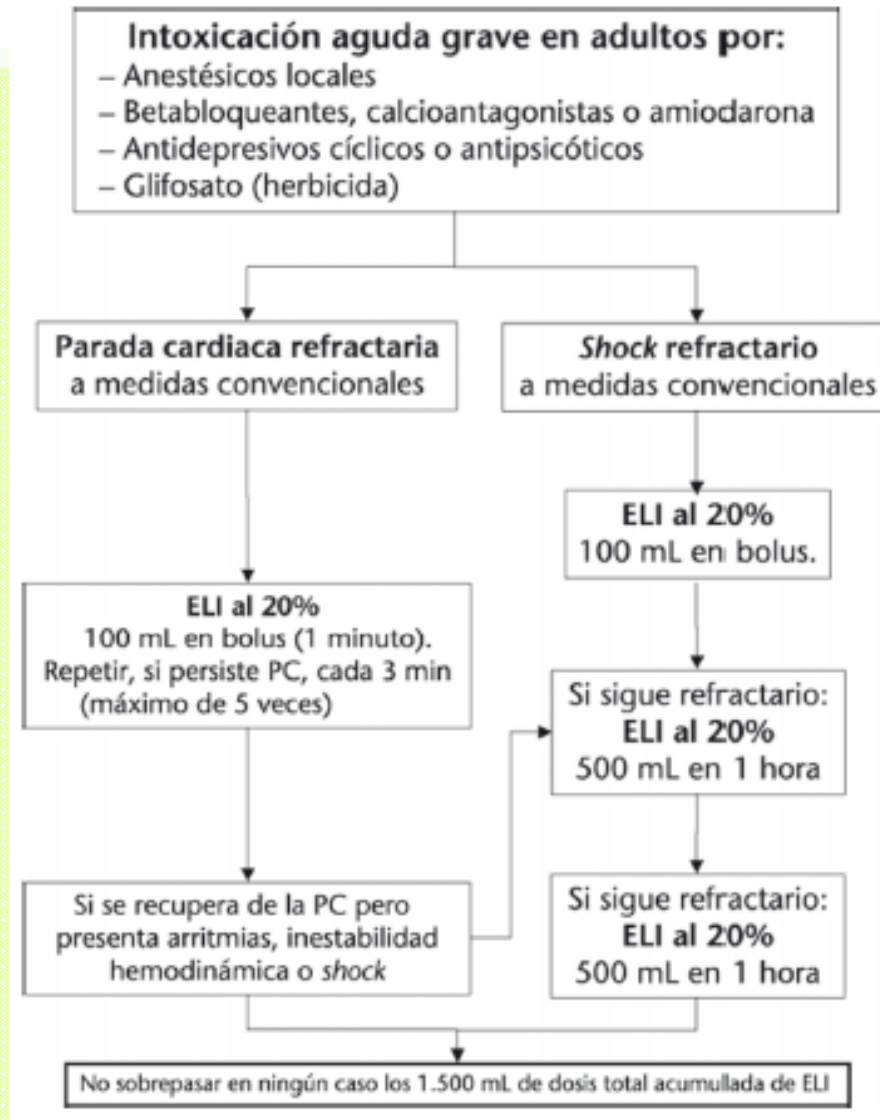 Intoxicación aguda grave en adultos por:
– Anestésicos locales
– Betabloqueantes, calcioantagonistas o amiodarona
– Antidepresivos cíclicos o antipsicóticos
– Glifosato (herbicida)
Parada cardiaca refractaria
a medidas convencionales
Shock refractario
a medidas convencionales
ELI al 20%
100 mL en bolus.
ELI al 20%
100 mL en bolus (1 minuto).
Repetir, si persiste PC, cada 3 min
(máximo de 5 veces)
Si sigue refractario:
ELI al 20%
500 mL en 1 hora
Si se recupera de la PC pero
presenta arritmias, inestabilidad
hemodinámica o shock
Si sigue refractario:
ELI al 20%
500 mL en 1 hora
No sobrepasar en ningún caso los 1.500 mL de dosis total acumullada de ELI